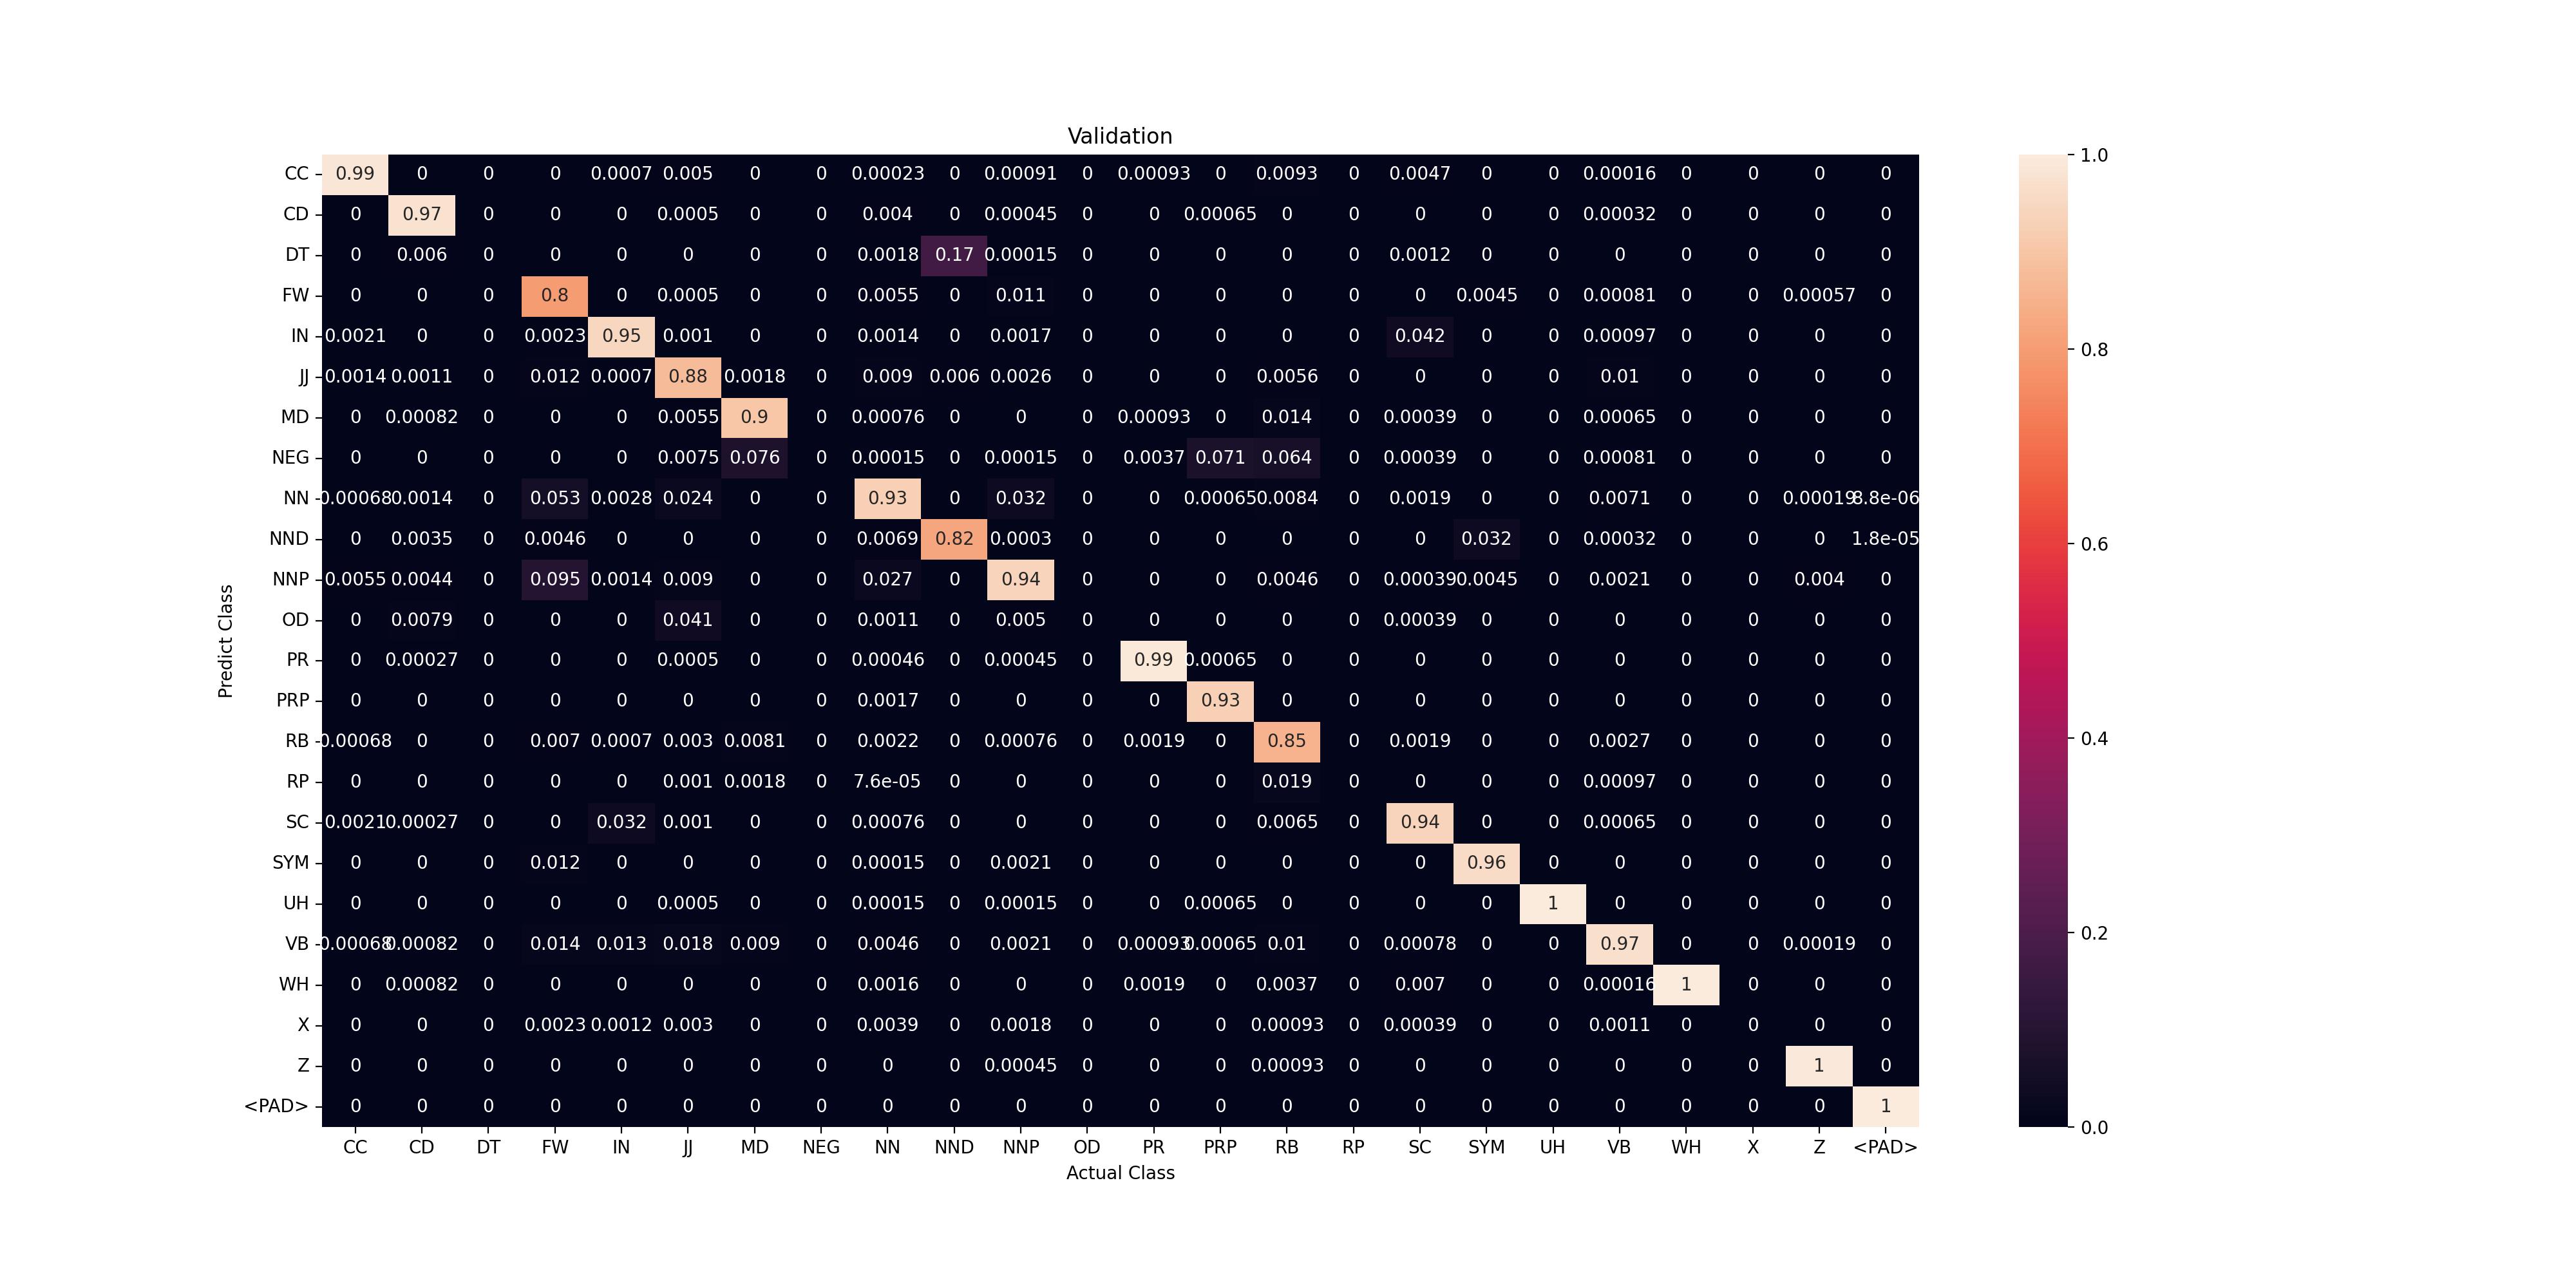 Validation
CC 0.99 0 0 0 0.0007 0.005 0 0 0.00023 0 0.00091 0 0.00093 0 0.0093 0 0.0047 0 0 0.00016 0 0 0 0
CD 0 0.97 0 0 0 0.0005 0 0 0.004 0 0.00045 0 0 0.00065 0 0 0 0 0 0.00032 0 0 0 0
DT 0 0.006 0 0 0 0 0 0 0.0018 0.17 0.00015 0 0 0 0 0 0.0012 0 0 0 0 0 0 0
FW 0 0 0 0.8 0 0.0005 0 0 0.0055 0 0.011 0 0 0 0 0 0 0.0045 0 0.00081 0 0 0.00057 0
IN 0.0021 0 0 0.0023 0.95 0.001 0 0 0.0014 0 0.0017 0 0 0 0 0 0.042 0 0 0.00097 0 0 0 0
JJ 0.0014 0.0011 0 0.012 0.0007 0.88 0.0018 0 0.009 0.006 0.0026 0 0 0 0.0056 0 0 0 0 0.01 0 0 0 0
MD 0 0.00082 0 0 0 0.0055 0.9 0 0.00076 0 0 0 0.00093 0 0.014 0 0.00039 0 0 0.00065 0 0 0 0
NEG 0 0 0 0 0 0.0075 0.076 0 0.00015 0 0.00015 0 0.0037 0.071 0.064 0 0.00039 0 0 0.00081 0 0 0 0
NN 0.00068 0.0014 0 0.053 0.0028 0.024 0 0 0.93 0 0.032 0 0 0.00065 0.0084 0 0.0019 0 0 0.0071 0 0 0.00019 8.8e-06
NND 0 0.0035 0 0.0046 0 0 0 0 0.0069 0.82 0.0003 0 0 0 0 0 0 0.032 0 0.00032 0 0 0 1.8e-05
NNP 0.0055 0.0044 0 0.095 0.0014 0.009 0 0 0.027 0 0.94 0 0 0 0.0046 0 0.00039 0.0045 0 0.0021 0 0 0.004 0
OD 0 0.0079 0 0 0 0.041 0 0 0.0011 0 0.005 0 0 0 0 0 0.00039 0 0 0 0 0 0 0
PR 0 0.00027 0 0 0 0.0005 0 0 0.00046 0 0.00045 0 0.99 0.00065 0 0 0 0 0 0 0 0 0 0
PRP 0 0 0 0 0 0 0 0 0.0017 0 0 0 0 0.93 0 0 0 0 0 0 0 0 0 0
RB 0.00068 0 0 0.007 0.0007 0.003 0.0081 0 0.0022 0 0.00076 0 0.0019 0 0.85 0 0.0019 0 0 0.0027 0 0 0 0
RP 0 0 0 0 0 0.001 0.0018 0 7.6e-05 0 0 0 0 0 0.019 0 0 0 0 0.00097 0 0 0 0
SC 0.0021 0.00027 0 0 0.032 0.001 0 0 0.00076 0 0 0 0 0 0.0065 0 0.94 0 0 0.00065 0 0 0 0
SYM 0 0 0 0.012 0 0 0 0 0.00015 0 0.0021 0 0 0 0 0 0 0.96 0 0 0 0 0 0
UH 0 0 0 0 0 0.0005 0 0 0.00015 0 0.00015 0 0 0.00065 0 0 0 0 1 0 0 0 0 0
VB 0.00068 0.00082 0 0.014 0.013 0.018 0.009 0 0.0046 0 0.0021 0 0.00093 0.00065 0.01 0 0.00078 0 0 0.97 0 0 0.00019 0
WH 0 0.00082 0 0 0 0 0 0 0.0016 0 0 0 0.0019 0 0.0037 0 0.007 0 0 0.00016 1 0 0 0
X 0 0 0 0.0023 0.0012 0.003 0 0 0.0039 0 0.0018 0 0 0 0.00093 0 0.00039 0 0 0.0011 0 0 0 0
Z 0 0 0 0 0 0 0 0 0 0 0.00045 0 0 0 0.00093 0 0 0 0 0 0 0 1 0
<PAD> 0 0 0 0 0 0 0 0 0 0 0 0 0 0 0 0 0 0 0 0 0 0 0 1
CC CD DT FW IN JJ MD NEG NN NND NNP OD PR PRP RB RP SC SYM UH VB WH X Z <PAD>
Actual Class
Predict Class
1.0
0.8
0.6
0.4
0.2
0.0